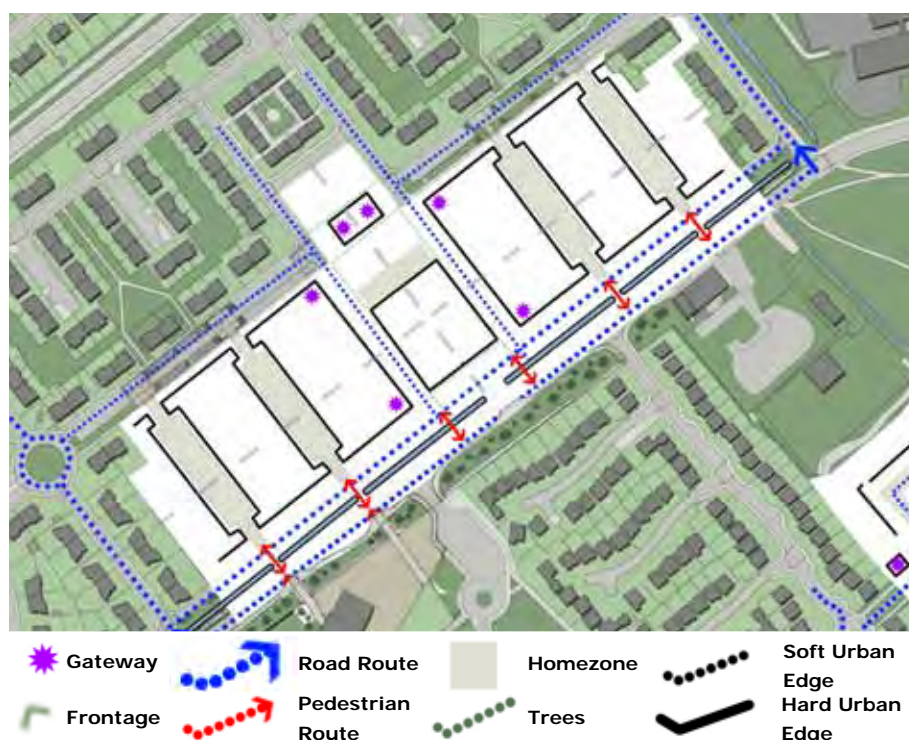 Gateway
Road Route
Homezone
Soft Urban
Edge
Frontage
Pedestrian
Route
Trees
Hard Urban
Edge